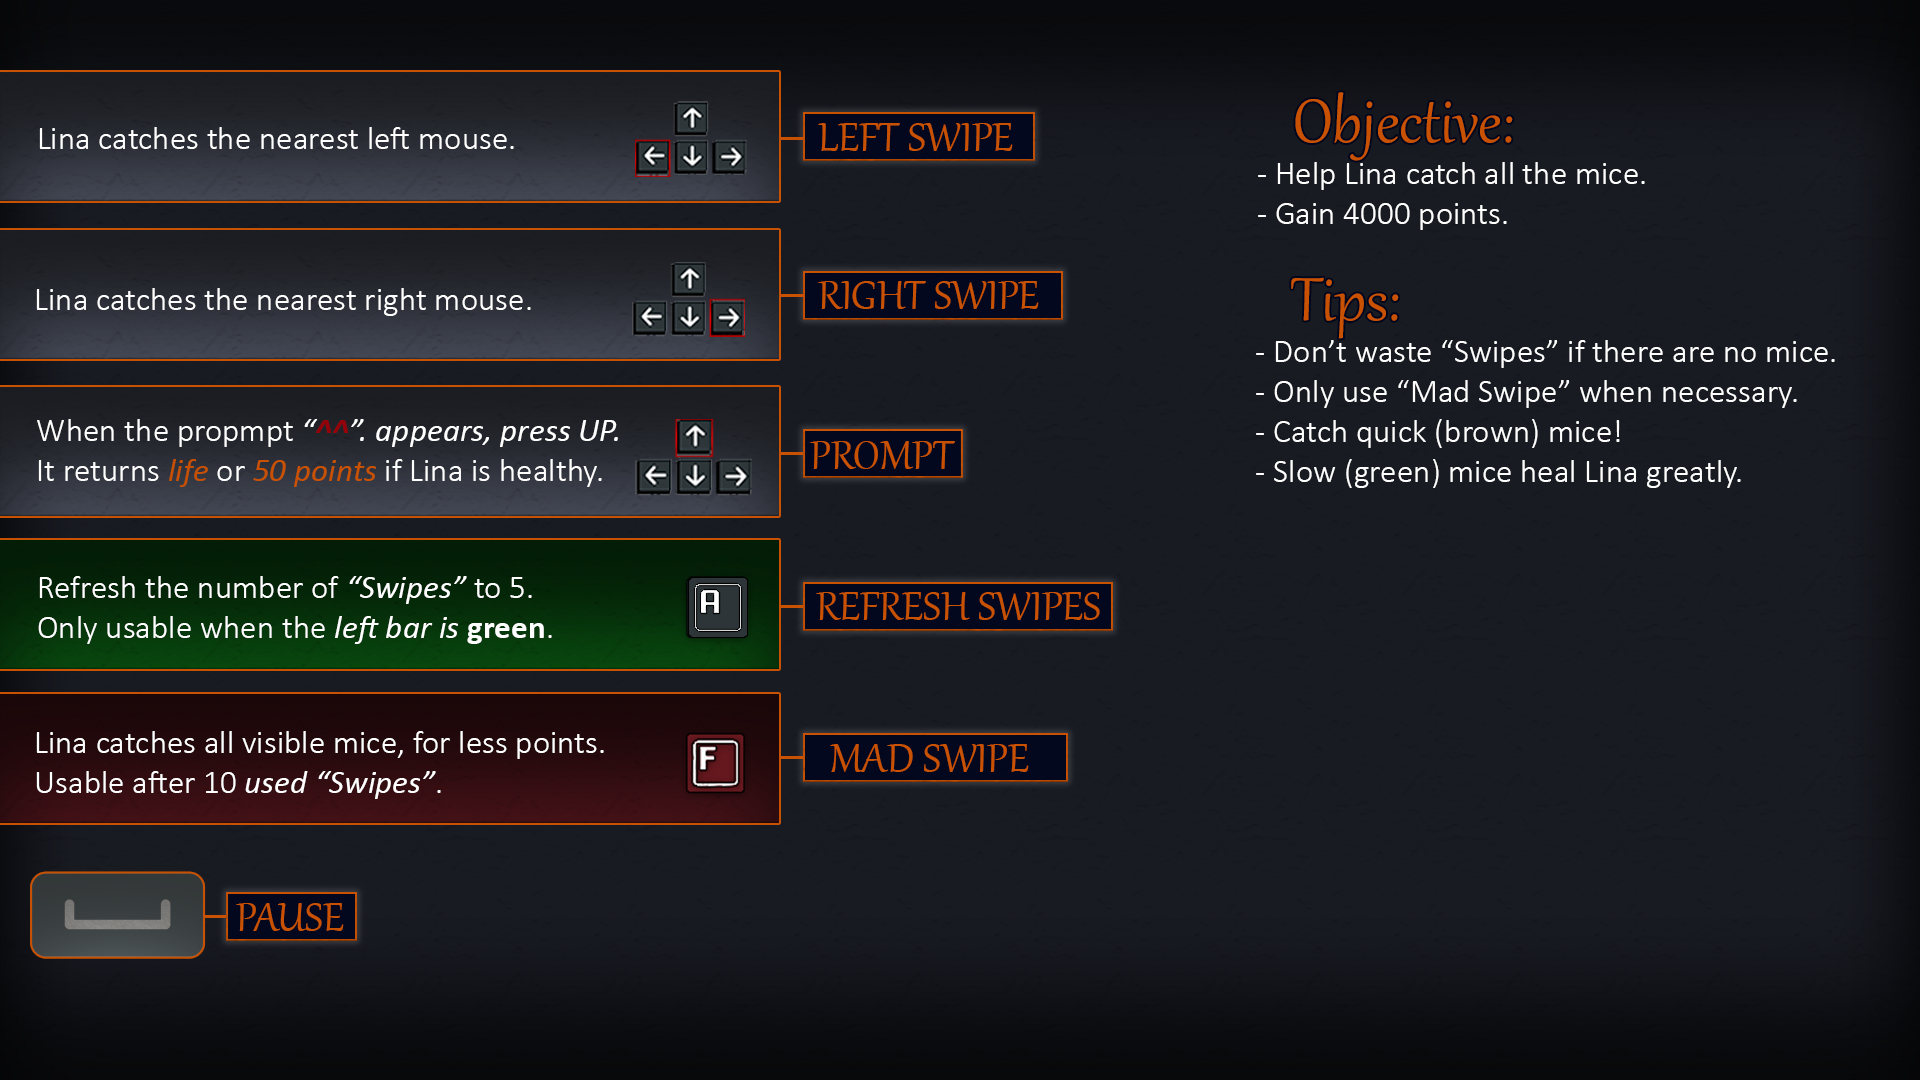 Lina catches the nearest left mouse.
LEFT SWIPE
Lina catches the nearest right mouse.
RIGHT SWIPE
When the propmpt “^^”. appears, press UP.
It returns life or 50 points if Lina is healthy.
PROMPT
Refresh the number of “Swipes” to 5.
Only usable when the left bar is green.
A
REFRESH SWIPES
Lina catches all visible mice, for less points.
Usable after 10 used “Swipes”.
F
MAD SWIPE
PAUSE
Objective:
- Help Lina catch all the mice.
- Gain 4000 points.
Tips:
- Don’t waste “Swipes” if there are no mice.
- Only use “Mad Swipe” when necessary.
- Catch quick (brown) mice!
- Slow (green) mice heal Lina greatly.